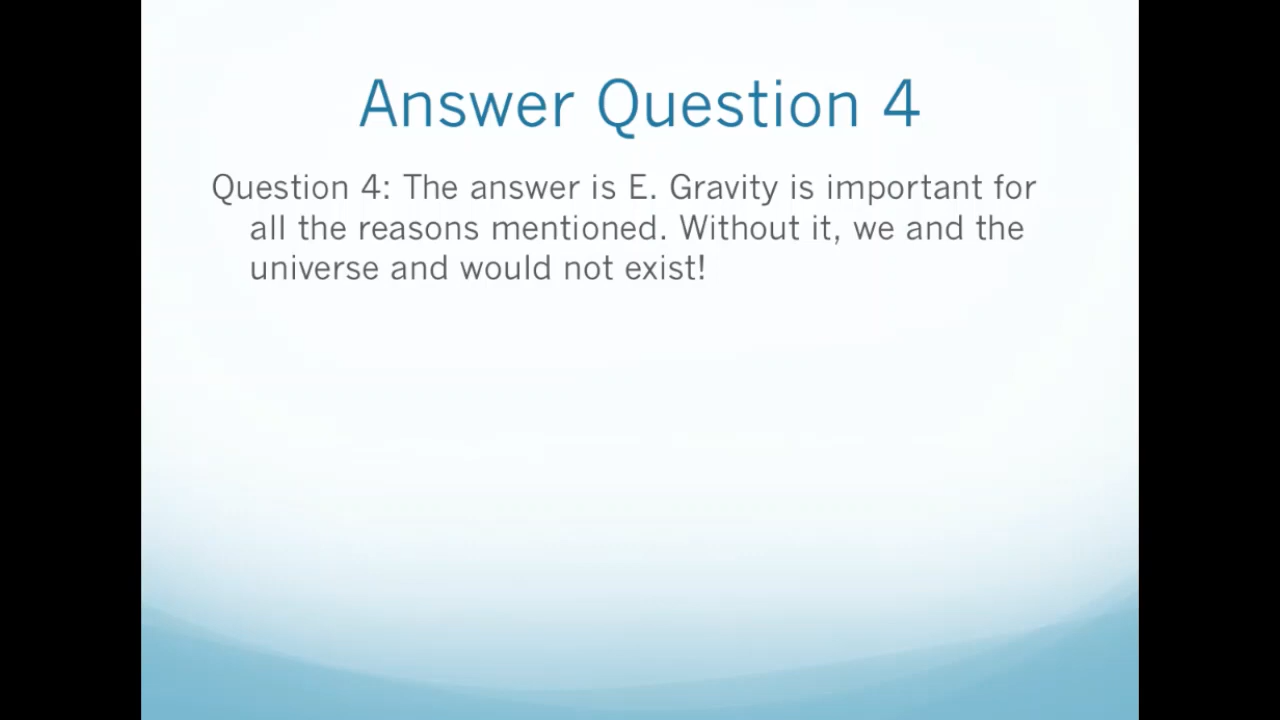 Answer Question 4
Question 4: The answer is E. Gravity is important for
all the reasons mentioned. Without it, we and the
universe and would not exist!